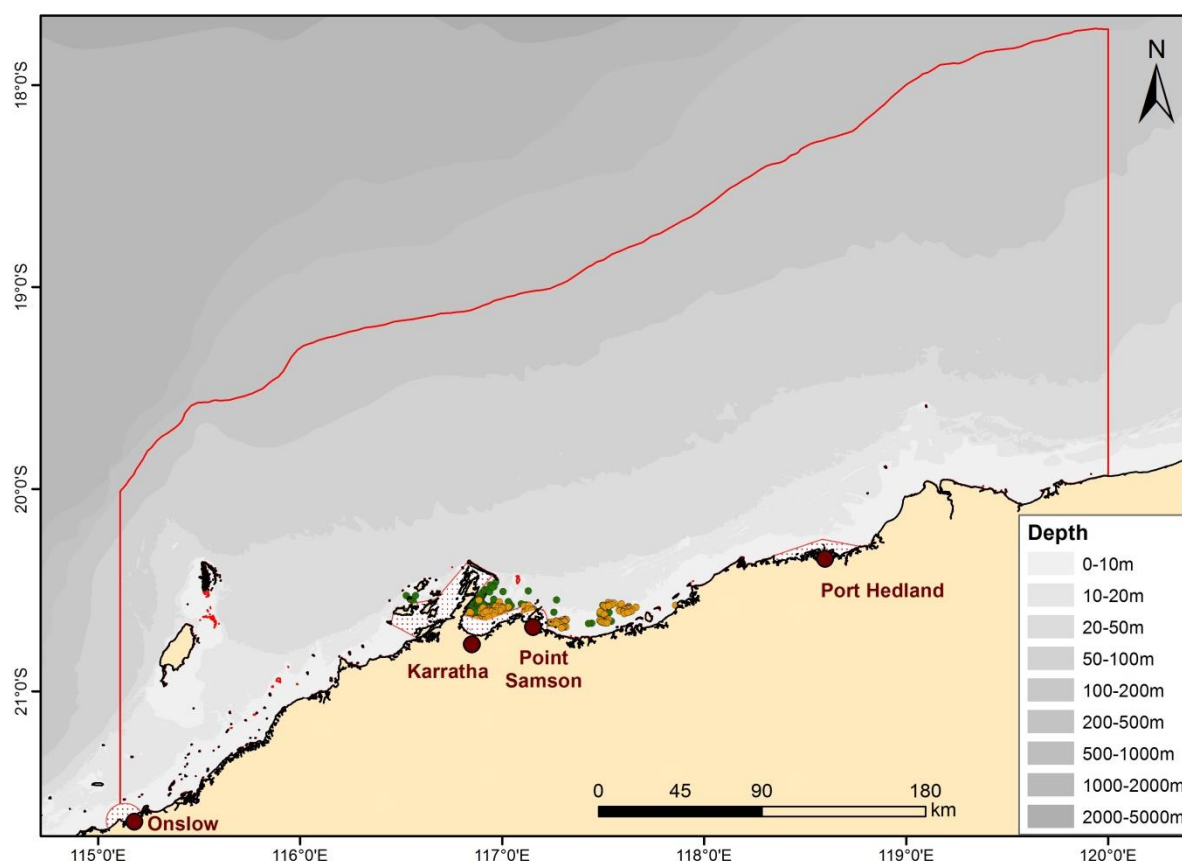 N
18°0'S
19°0'S
20°0'S
21°0'S
Karratha
Point
Samson
Port Hedland
Onslow
0 45 90 180
km
Depth
0-10m
10-20m
20-50m
50-100m
100-200m
200-500m
500-1000m
1000-2000m
2000-5000m
115°0'E 116°0'E 117°0'E 118°0'E 119°0'E 120°0'E